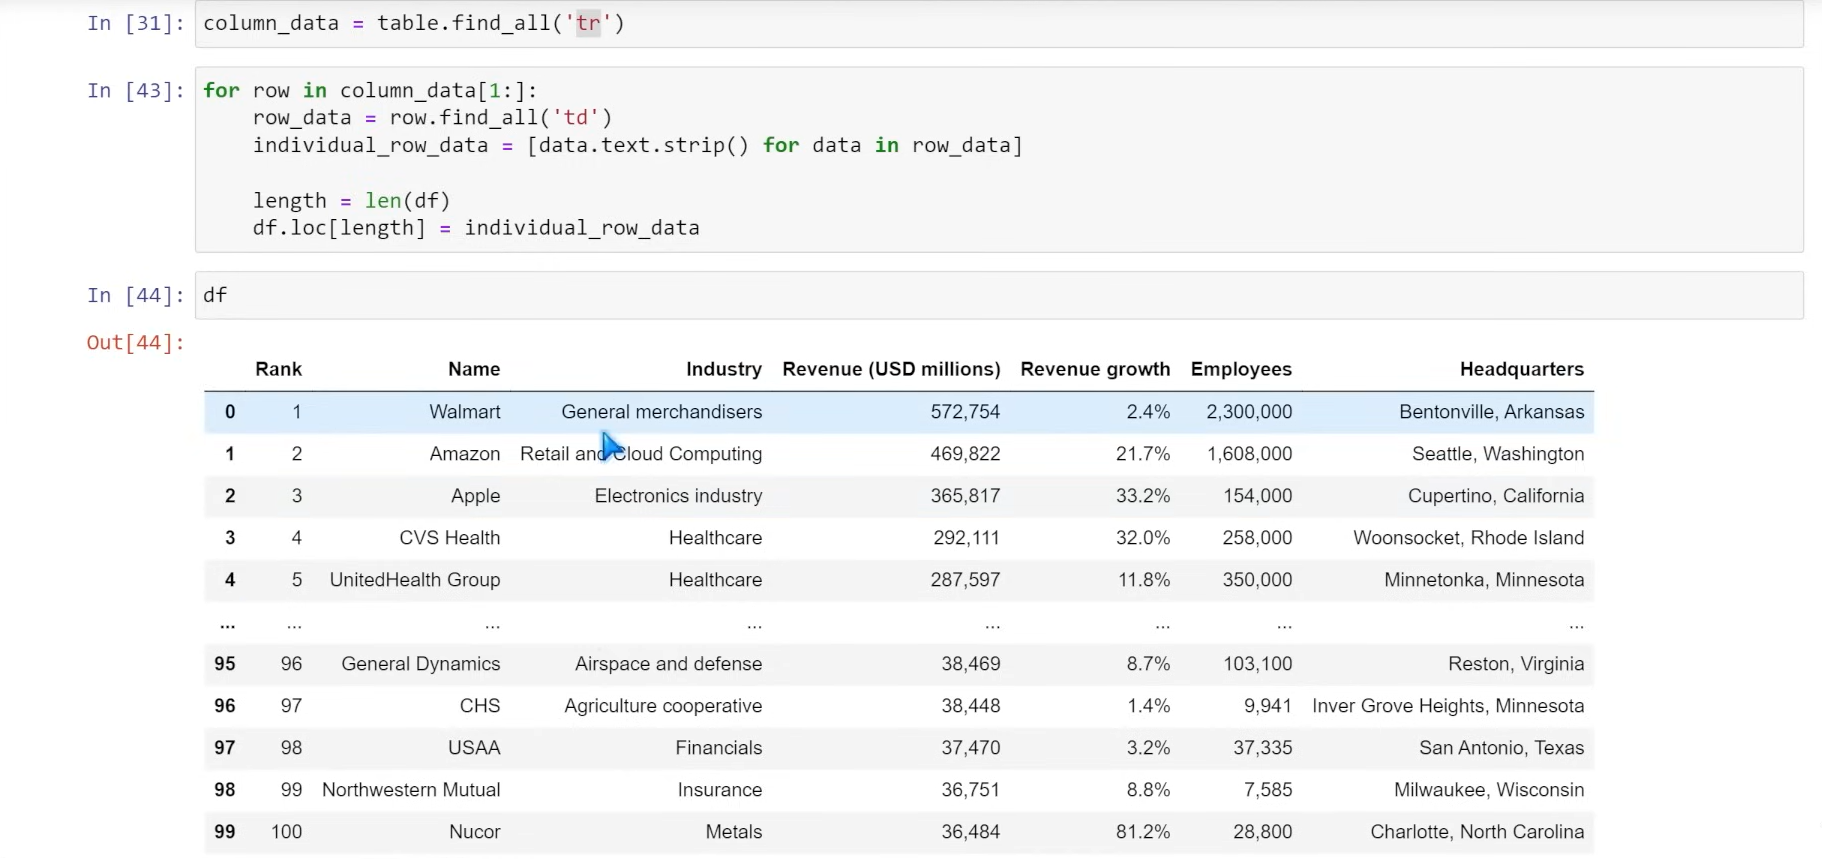 In [31]: column_data = table.find_all('tr')
In [43]: for row in column_data[1:]:
    row_data = row.find_all('td')
    individual_row_data = [data.text.strip() for data in row_data]
    length = len(df)
    df.loc[length] = individual_row_data
In [44]: df
Out[44]:
Rank Name Industry Revenue (USD millions) Revenue growth Employees Headquarters
0 1 Walmart General merchandisers 572,754 2.4% 2,300,000 Bentonville, Arkansas
1 2 Amazon Retail and Cloud Computing 469,822 21.7% 1,608,000 Seattle, Washington
2 3 Apple Electronics industry 365,817 33.2% 154,000 Cupertino, California
3 4 CVS Health Healthcare 292,111 32.0% 258,000 Woonsocket, Rhode Island
4 5 UnitedHealth Group Healthcare 287,597 11.8% 350,000 Minnetonka, Minnesota
... ... ... ... ... ... ... ...
95 96 General Dynamics Airspace and defense 38,469 8.7% 103,100 Reston, Virginia
96 97 CHS Agriculture cooperative 38,448 1.4% 9,941 Inver Grove Heights, Minnesota
97 98 USAA Financials 37,470 3.2% 37,335 San Antonio, Texas
98 99 Northwestern Mutual Insurance 36,751 8.8% 7,585 Milwaukee, Wisconsin
99 100 Nucor Metals 36,484 81.2% 28,800 Charlotte, North Carolina